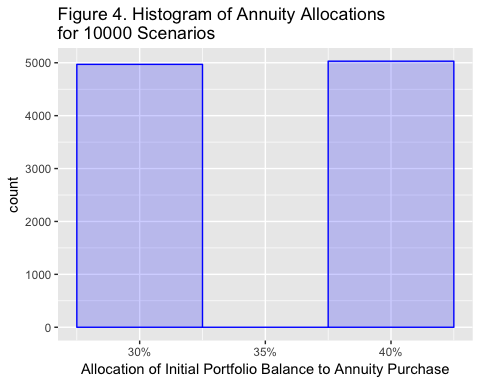 Figure 4. Histogram of Annuity Allocations
for 10000 Scenarios
5000
4000
3000
2000
1000
0
count
30% 35% 40%
Allocation of Initial Portfolio Balance to Annuity Purchase